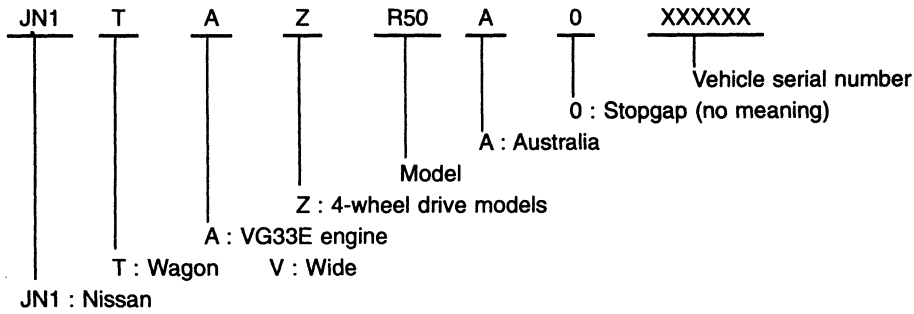 JN1 T A Z R50 A 0 XXXXXX
Vehicle serial number
0 : Stopgap (no meaning)
A : Australia
Model
Z : 4-wheel drive models
A : VG33E engine
T : Wagon V : Wide
JN1 : Nissan